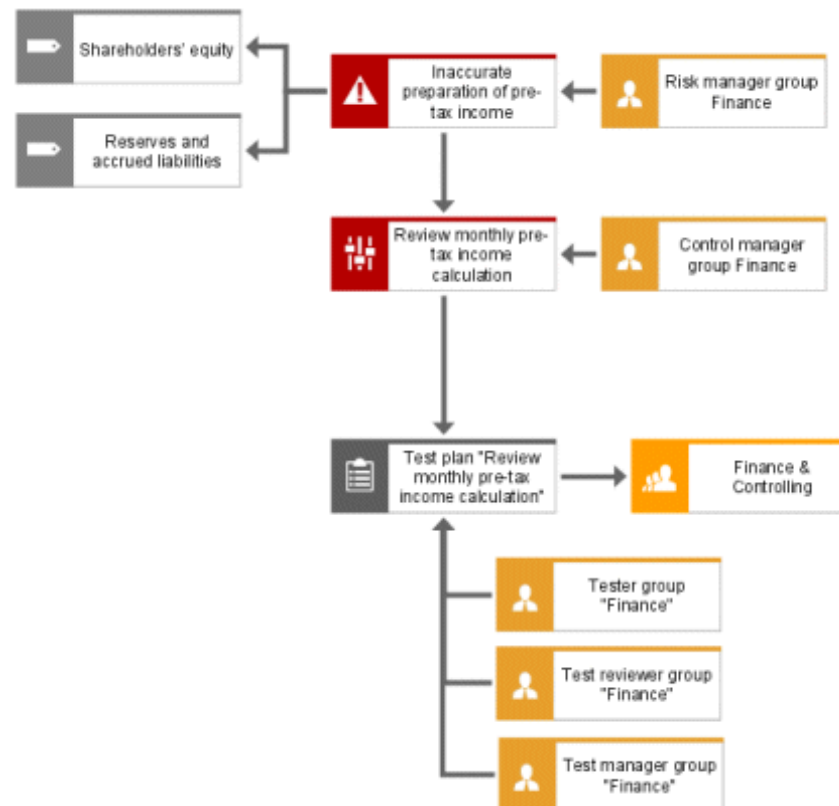 Shareholders' equity
Inaccurate
preparation of pre-
tax income
Risk manager group
Finance
Reserves and
accrued liabilities
Review monthly pre-
tax income
calculation
Control manager
group Finance
Test plan "Review
monthly pre-tax
income calculation"
Finance &
Controlling
Tester group
"Finance"
Test reviewer group
"Finance"
Test manager group
"Finance"